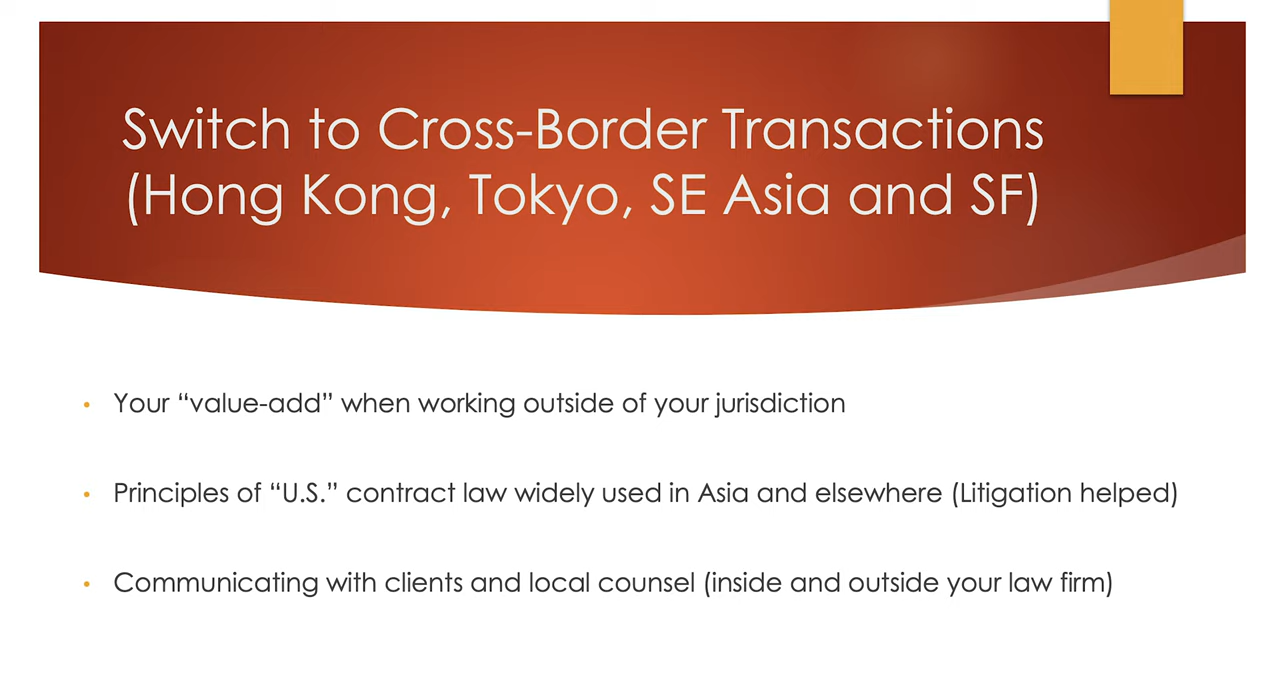 Switch to Cross-Border Transactions
(Hong Kong, Tokyo, SE Asia and SF)
• Your “value-add” when working outside of your jurisdiction
• Principles of “U.S.” contract law widely used in Asia and elsewhere (Litigation helped)
• Communicating with clients and local counsel (inside and outside your law firm)